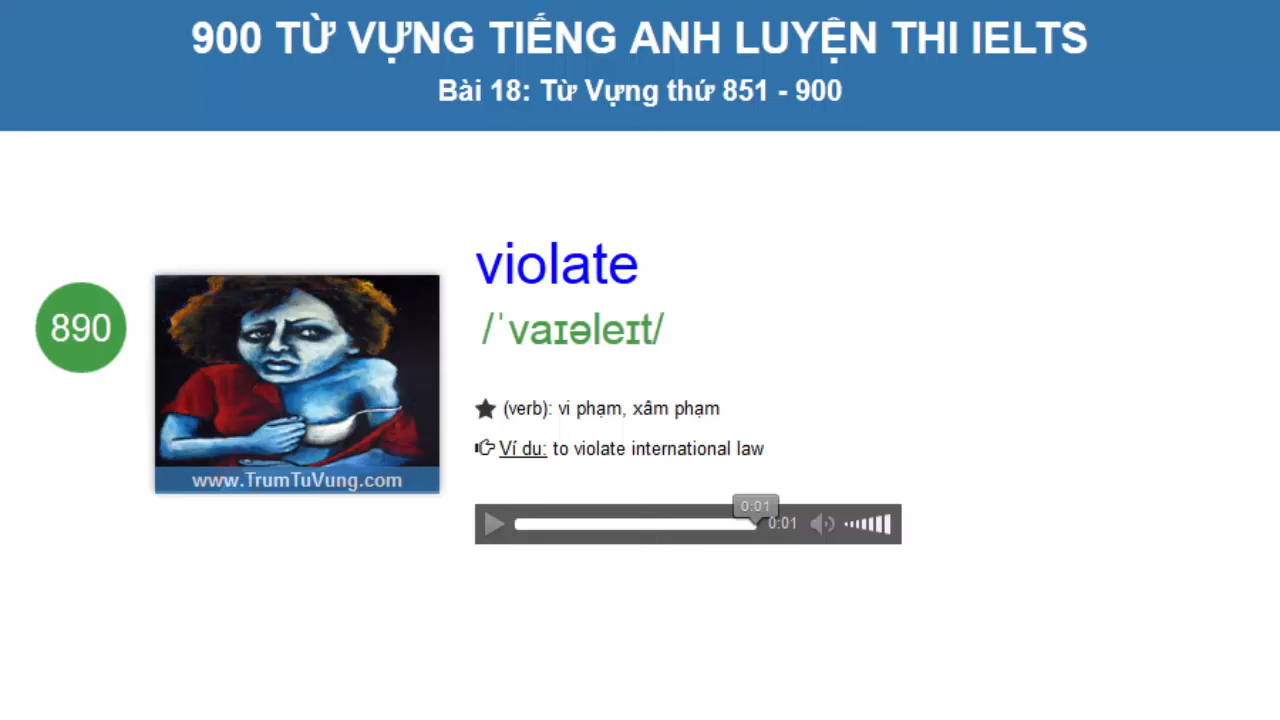 900 TỪ VỰNG TIẾNG ANH LUYỆN THI IELTS
Bài 18: Từ Vựng thứ 851 - 900
violate
890
/ˈvaɪəleɪt/
(verb): vi phạm, xâm phạm
Ví dụ: to violate international law
www.TrumTuVung.com
0:01
0:01